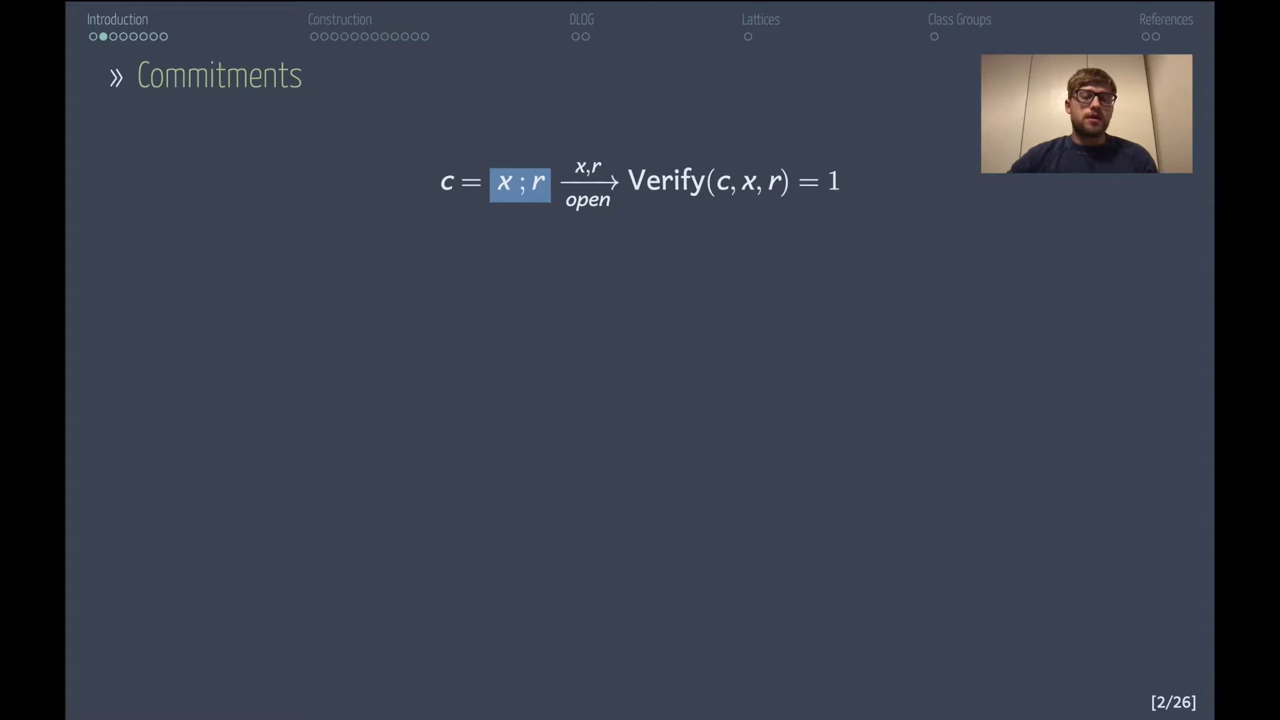 Introduction Construction DLOG Lattices Class Groups References
» Commitments
c = x ; r x,r open → Verify(c, x, r) = 1
[2/26]